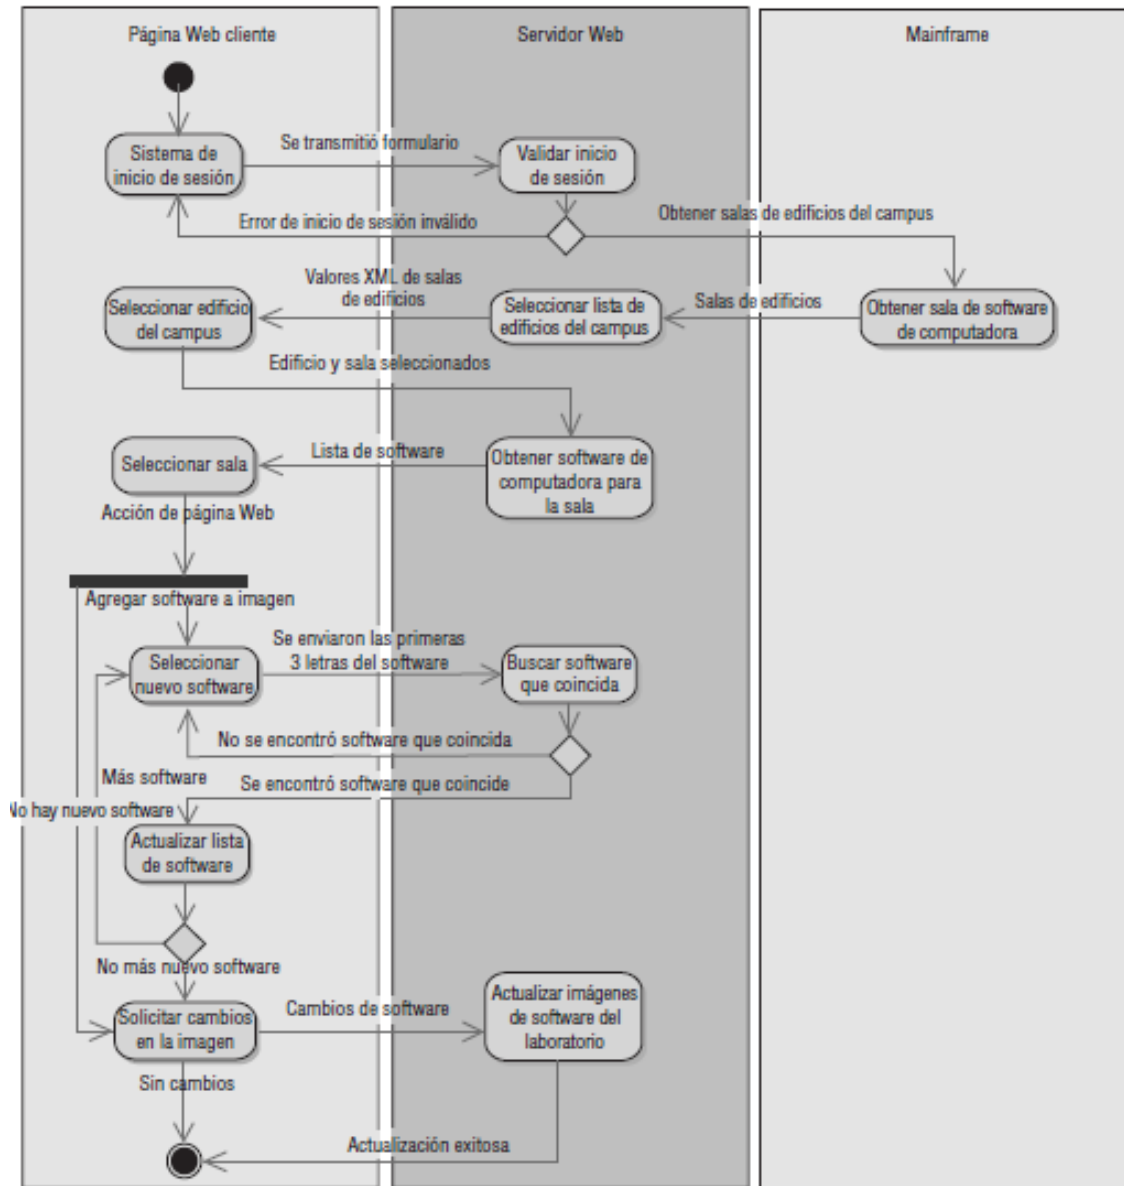 Página Web cliente
Servidor Web
Mainframe
Sistema de
inicio de sesión
Se transmitió formulario
Validar inicio
de sesión
Error de inicio de sesión inválido
Obtener salas de edificios del campus
Valores XML de salas
de edificios
Seleccionar edificio
del campus
Seleccionar lista de
edificios del campus
Salas de edificios
Obtener sala de software
de computadora
Edificio y sala seleccionados
Seleccionar sala
Lista de software
Obtener software de
computadora para
la sala
Acción de página Web
Agregar software a imagen
Seleccionar
nuevo software
Se enviaron las primeras
3 letras del software
Buscar software
que coincida
No se encontró software que coincida
Más software
Se encontró software que coincide
No hay nuevo software
Actualizar lista
de software
No más nuevo software
Solicitar cambios
en la imagen
Cambios de software
Actualizar imágenes
de software del
laboratorio
Sin cambios
Actualización exitosa